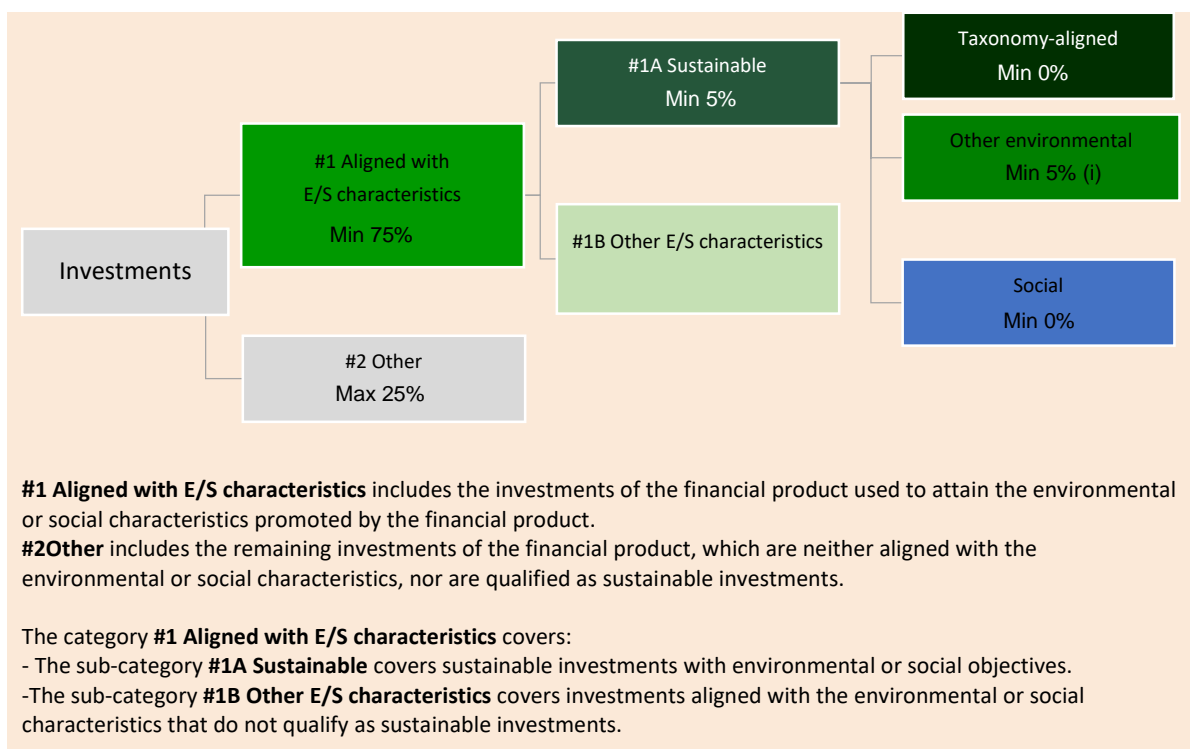 Investments
#1 Aligned with
E/S characteristics
Min 75%
#2 Other
Max 25%
#1A Sustainable
Min 5%
#1B Other E/S characteristics
Taxonomy-aligned
Min 0%
Other environmental
Min 5% (i)
Social
Min 0%
#1 Aligned with E/S characteristics includes the investments of the financial product used to attain the environmental
or social characteristics promoted by the financial product.
#2Other includes the remaining investments of the financial product, which are neither aligned with the
environmental or social characteristics, nor are qualified as sustainable investments.
The category #1 Aligned with E/S characteristics covers:
- The sub-category #1A Sustainable covers sustainable investments with environmental or social objectives.
-The sub-category #1B Other E/S characteristics covers investments aligned with the environmental or social
characteristics that do not qualify as sustainable investments.